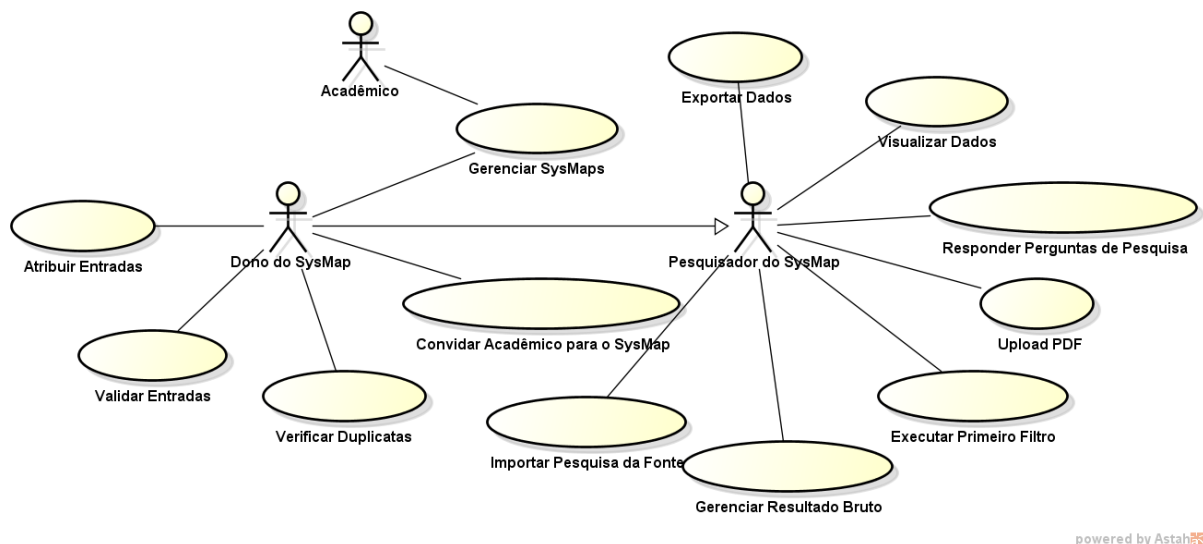 Acadêmico
Exportar Dados
Visualizar Dados
Gerenciar SysMaps
Atribuir Entradas
Dono do SysMap
Pesquisador do SysMap
Responder Perguntas de Pesquisa
Convidar Acadêmico para o SysMap
Upload PDF
Validar Entradas
Verificar Duplicatas
Importar Pesquisa da Fonte
Executar Primeiro Filtro
Gerenciar Resultado Bruto
powered by Astah